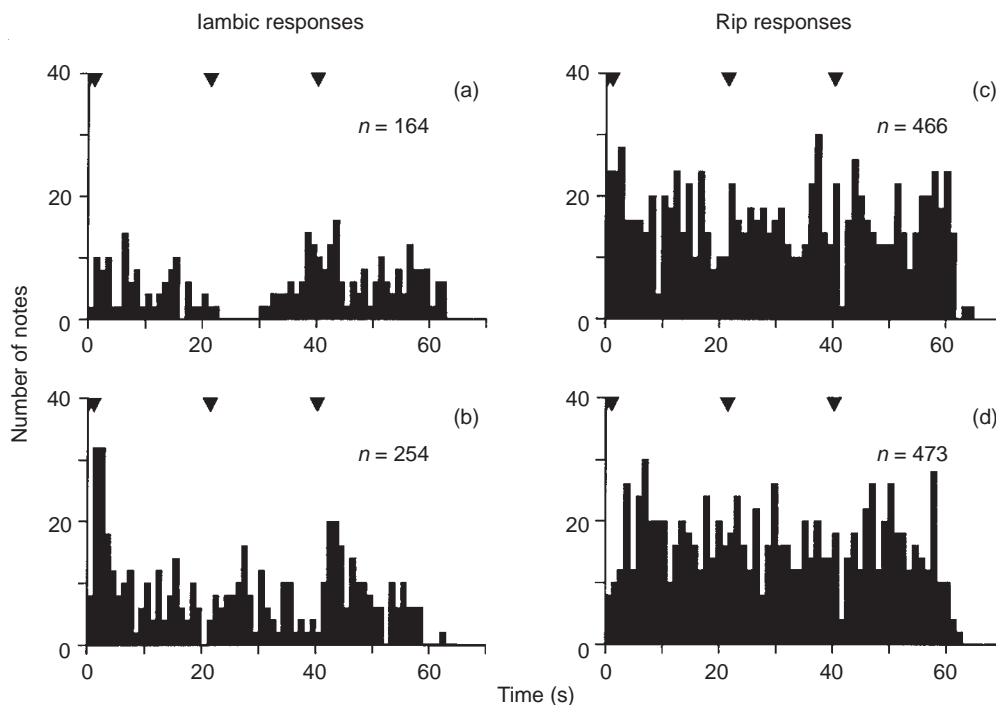 Iambic responses
Rip responses
Number of notes
40
20
0
0 20 40 60
(a)
n = 164
40
20
0
0 20 40 60
(c)
n = 466
40
20
0
0 20 40 60
(b)
n = 254
40
20
0
0 20 40 60
(d)
n = 473
Time (s)